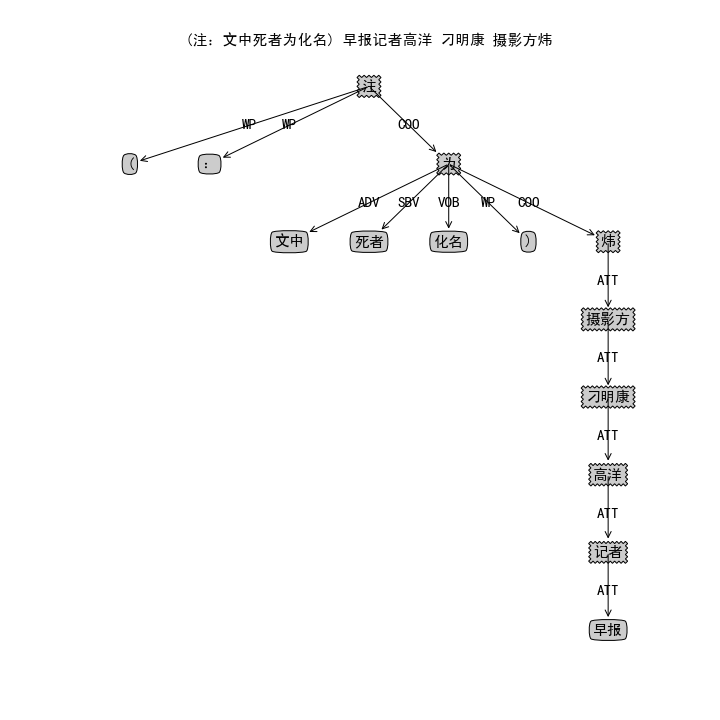 (注: 文中死者为化名) 早报记者高洋 刁明康 摄影方炜
注
WP WP COO
( : 为
ADV SBV VOB WP COO
文中 死者 化名 ) 炜
ATT
摄影方
ATT
刁明康
ATT
高洋
ATT
记者
ATT
早报